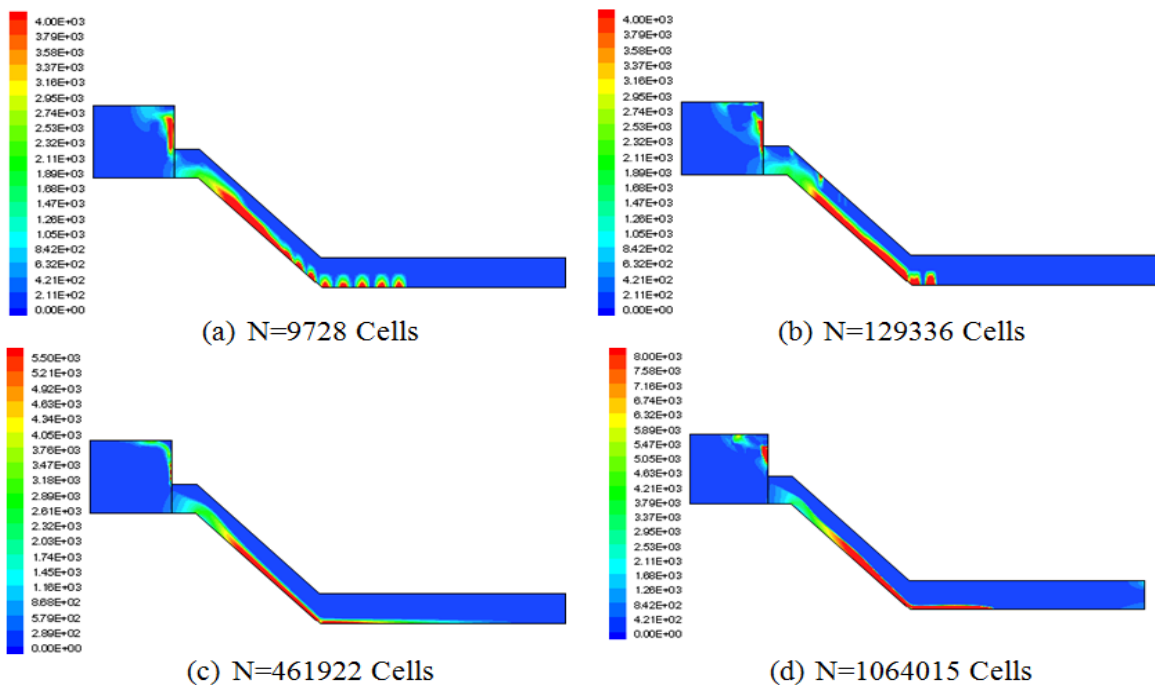 4.00E+03
3.79E+03
3.58E+03
3.37E+03
3.16E+03
2.95E+03
2.74E+03
2.53E+03
2.32E+03
2.11E+03
1.89E+03
1.68E+03
1.47E+03
1.26E+03
1.05E+03
8.42E+02
6.32E+02
4.21E+02
2.11E+02
0.00E+00
(a) N=9728 Cells
4.00E+03
3.79E+03
3.58E+03
3.37E+03
3.16E+03
2.95E+03
2.74E+03
2.53E+03
2.32E+03
2.11E+03
1.89E+03
1.68E+03
1.47E+03
1.26E+03
1.05E+03
8.42E+02
6.32E+02
4.21E+02
2.11E+02
0.00E+00
(b) N=129336 Cells
5.50E+03
5.21E+03
4.92E+03
4.63E+03
4.34E+03
4.05E+03
3.76E+03
3.47E+03
3.18E+03
2.89E+03
2.61E+03
2.32E+03
2.03E+03
1.74E+03
1.45E+03
1.16E+03
8.68E+02
5.79E+02
2.89E+02
0.00E+00
(c) N=461922 Cells
8.00E+03
7.58E+03
7.16E+03
6.74E+03
6.32E+03
5.89E+03
5.47E+03
5.05E+03
4.63E+03
4.21E+03
3.79E+03
3.37E+03
2.95E+03
2.53E+03
2.11E+03
1.68E+03
1.26E+03
8.42E+02
4.21E+02
0.00E+00
(d) N=1064015 Cells